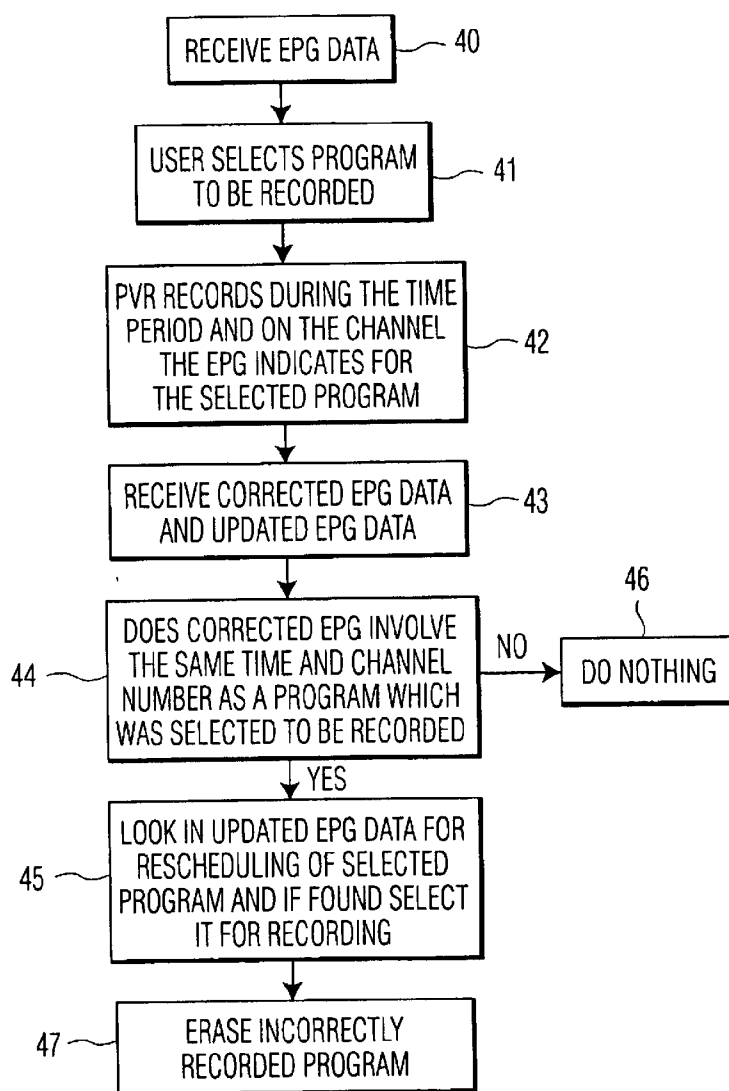 RECEIVE EPG DATA
40
USER SELECTS PROGRAM
TO BE RECORDED
41
PVR RECORDS DURING THE TIME
PERIOD AND ON THE CHANNEL
THE EPG INDICATES FOR
THE SELECTED PROGRAM
42
RECEIVE CORRECTED EPG DATA
AND UPDATED EPG DATA
43
44
DOES CORRECTED EPG INVOLVE
THE SAME TIME AND CHANNEL
NUMBER AS A PROGRAM WHICH
WAS SELECTED TO BE RECORDED
NO
46
DO NOTHING
YES
45
LOOK IN UPDATED EPG DATA FOR
RESCHEDULING OF SELECTED
PROGRAM AND IF FOUND SELECT
IT FOR RECORDING
47
ERASE INCORRECTLY
RECORDED PROGRAM